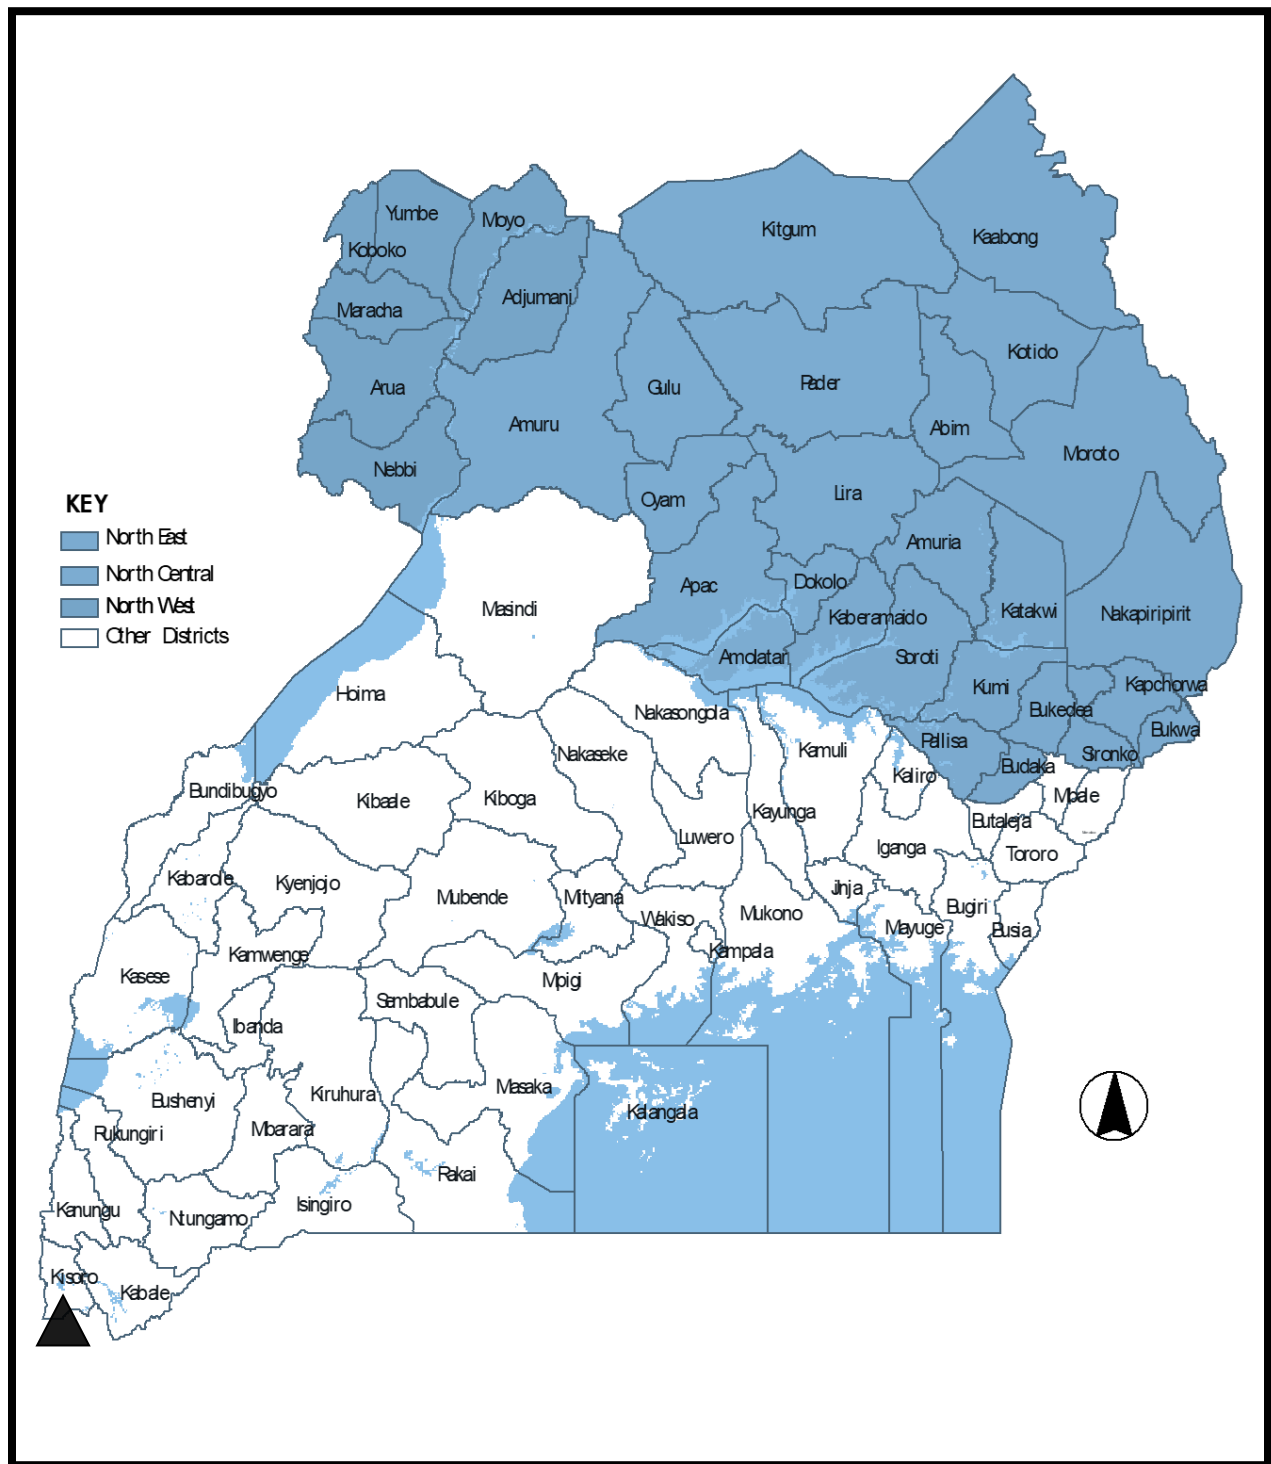 Kitgum
Kaabong
Yumbe
Moyo
Koboko
Adjumani
Maracha
Kotido
Arua
Gulu
Pader
Amuru
Abim
Moroto
Nebbi
Lira
Oyam
KEY
North East
North Central
North West
Other Districts
Amuria
Apac
Dokolo
Masindi
Kaberamaido
Katakwi
Nakapiripirit
Amolatar
Soroti
Kumi
Kapchorwa
Hoima
Nakasongola
Bukedea
Bukwa
Nakaseke
Kamuli
Pallisa
Sironko
Budaka
Kaliro
Bundibugyo
Kibaale
Kiboga
Mbale
Kayunga
Butaleja
Luwero
Iganga
Tororo
Kabarole
Kyenjojo
Jinja
Mubende
Mityana
Bugiri
Wakiso
Mukono
Mayuge
Busia
Kamwenge
Kampala
Kasese
Mpigi
Sembabule
Ibanda
Masaka
Kiruhura
Bushenyi
Kalangala
Mbarara
Rukungiri
Rakai
Isingiro
Kanungu
Ntungamo
Kisoro
Kabale